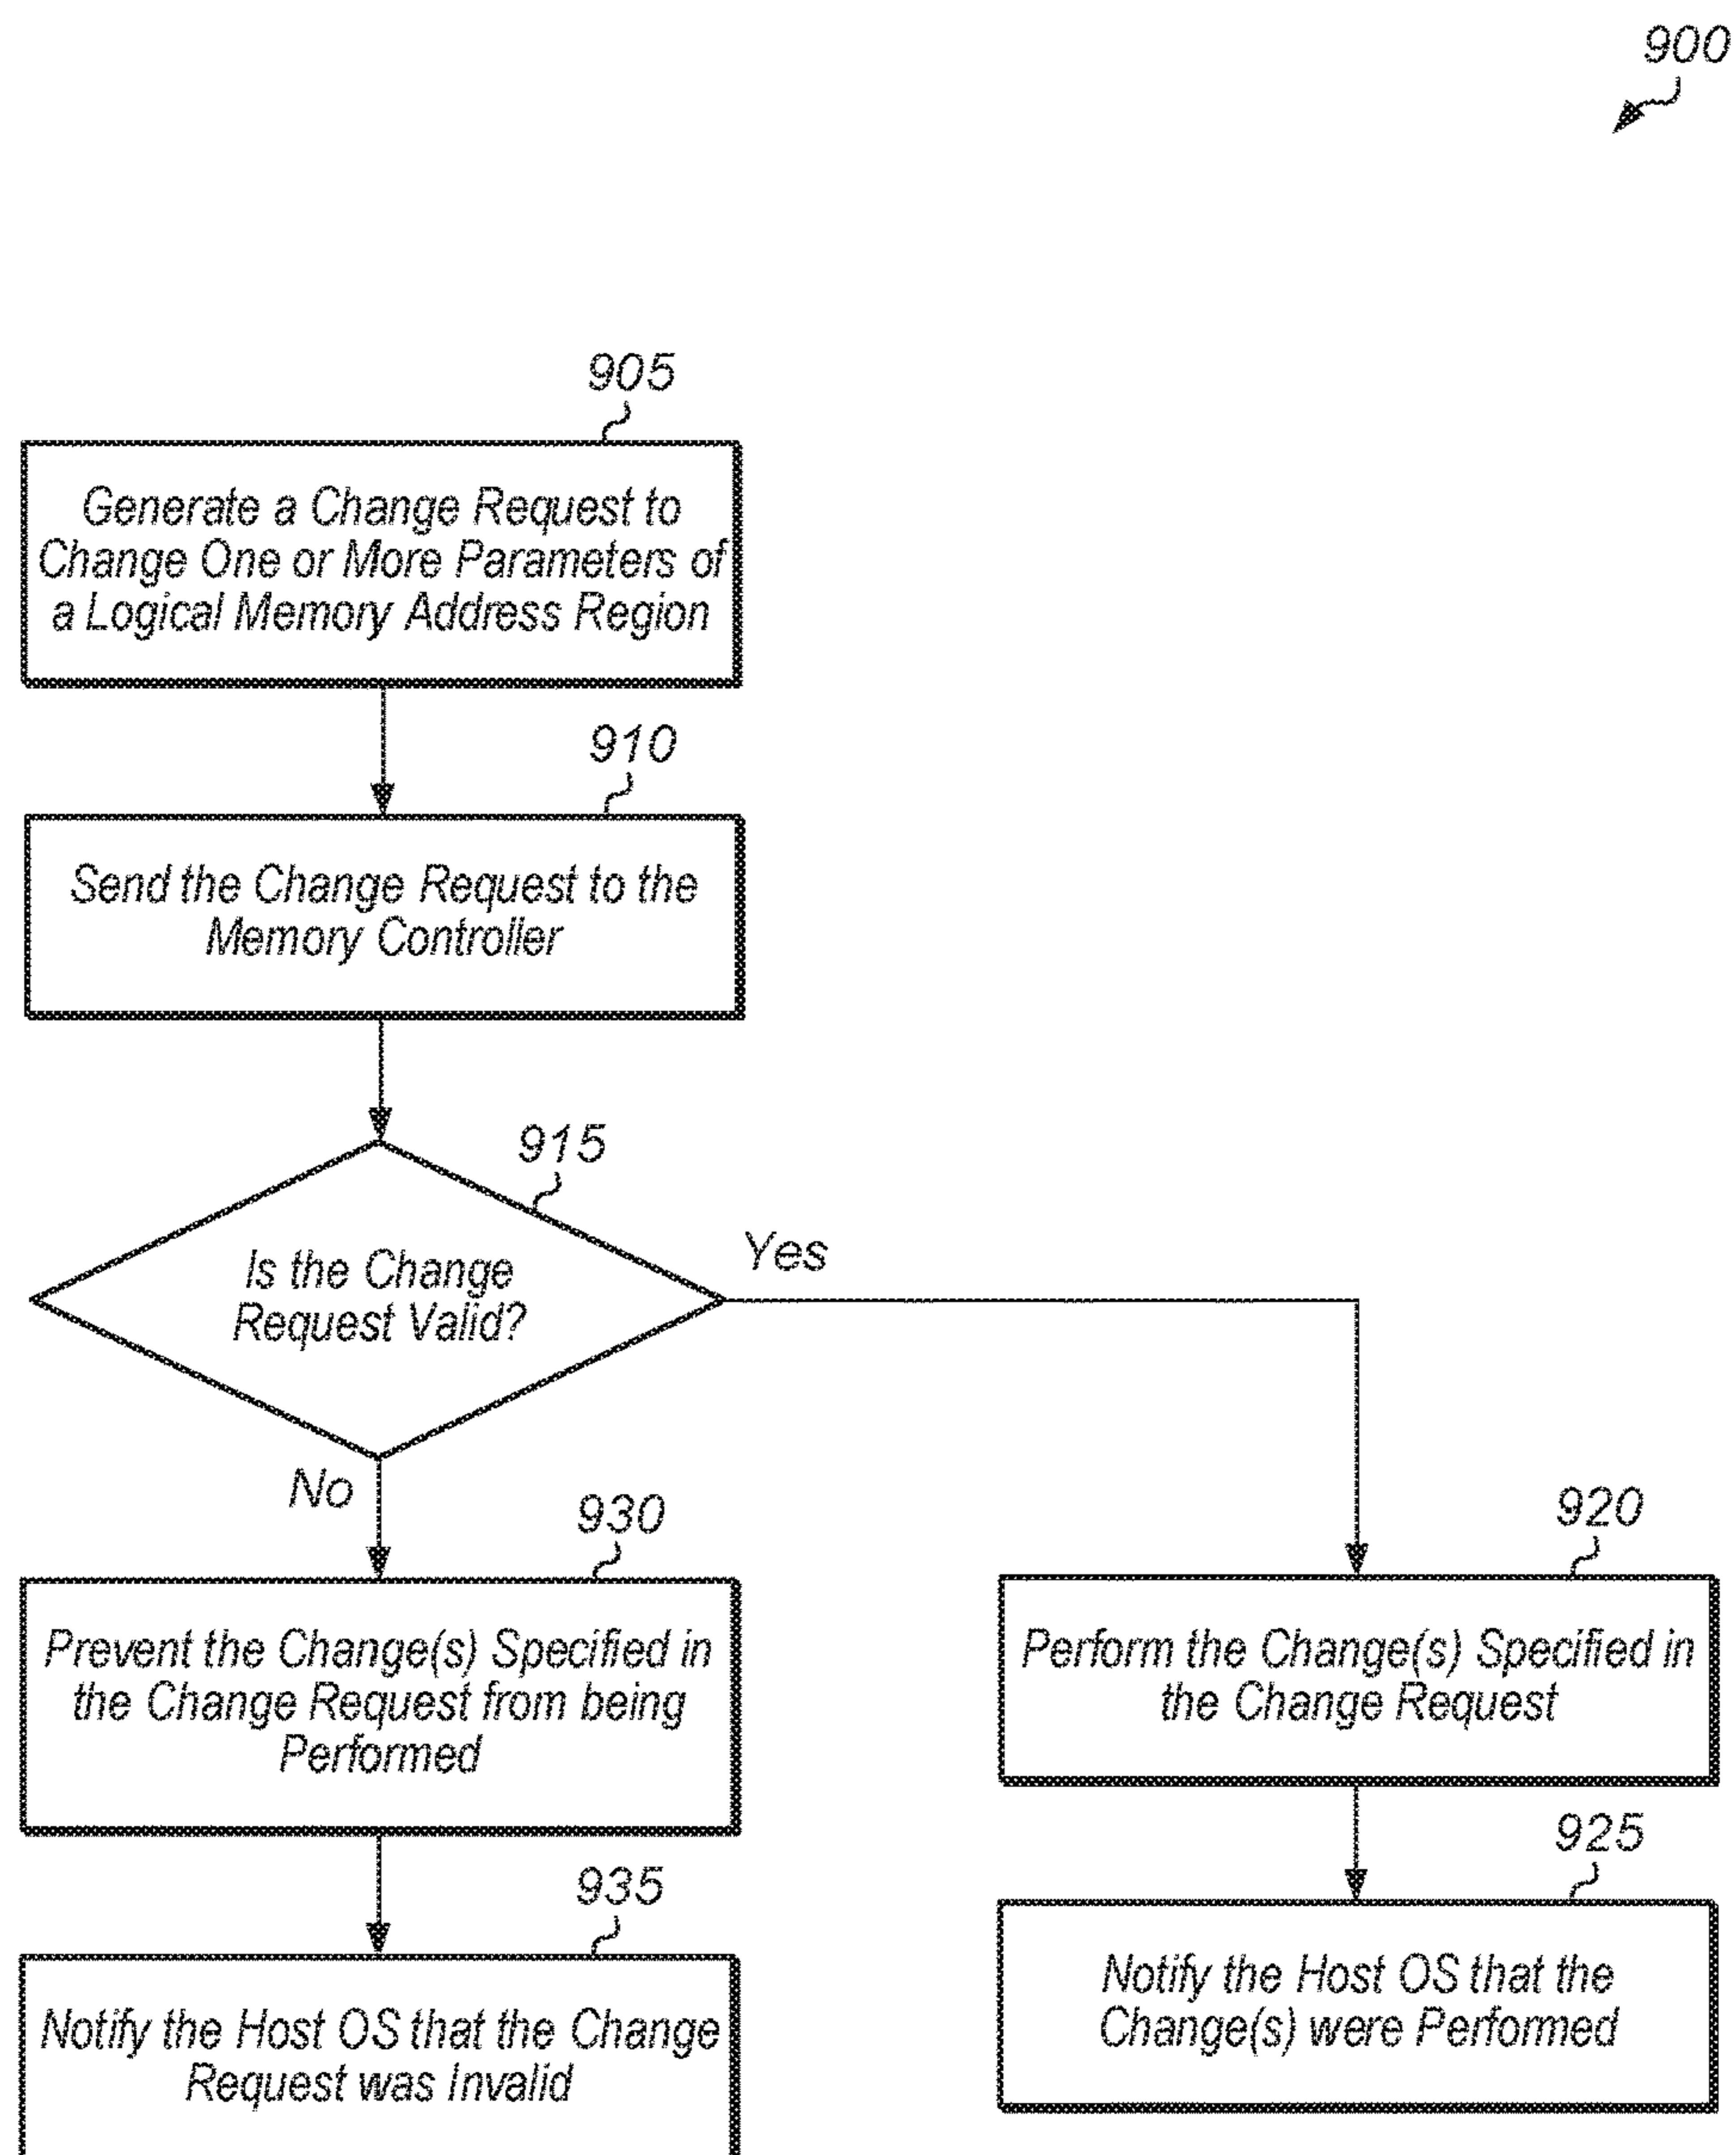 900
905
Generate a Change Request to
Change One or More Parameters of
a Logical Memory Address Region
910
Send the Change Request to the
Memory Controller
915
Is the Change
Request Valid?
Yes
No
930
Prevent the Change(s) Specified in
the Change Request from being
Performed
935
Notify the Host OS that the Change
Request was Invalid
920
Perform the Change(s) Specified in
the Change Request
925
Notify the Host OS that the
Change(s) were Performed